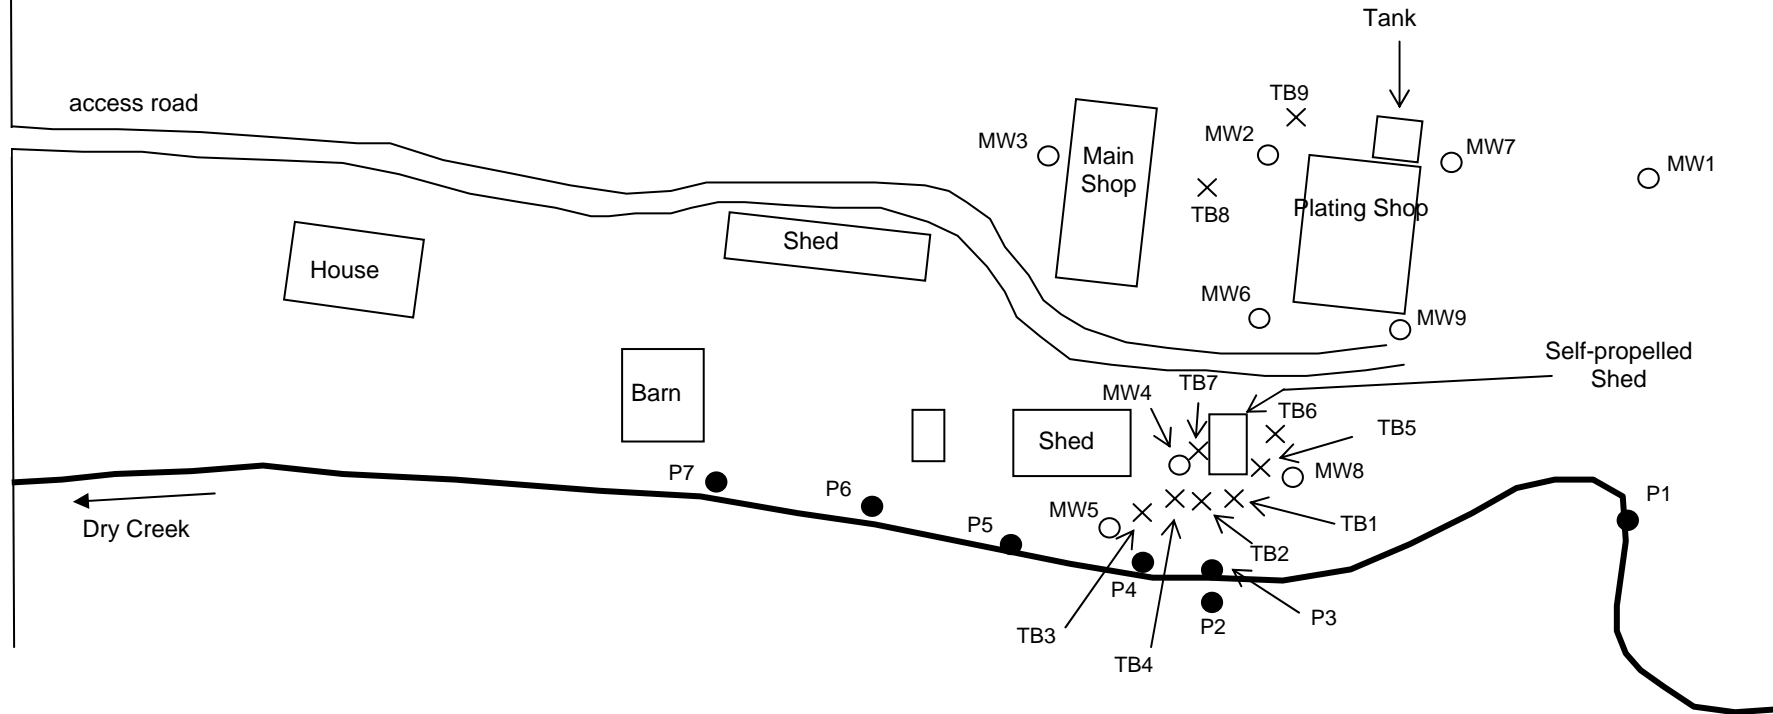 Tank
TB9
access road
MW2
MW3
Main
Shop
MW7
MW1
TB8
Plating Shop
Shed
House
MW6
MW9
Self-propelled
Shed
TB7
MW4
Barn
TB6
TB5
Shed
P7
MW8
P6
P1
MW5
P5
TB1
Dry Creek
TB2
P4
P3
P2
TB3
TB4